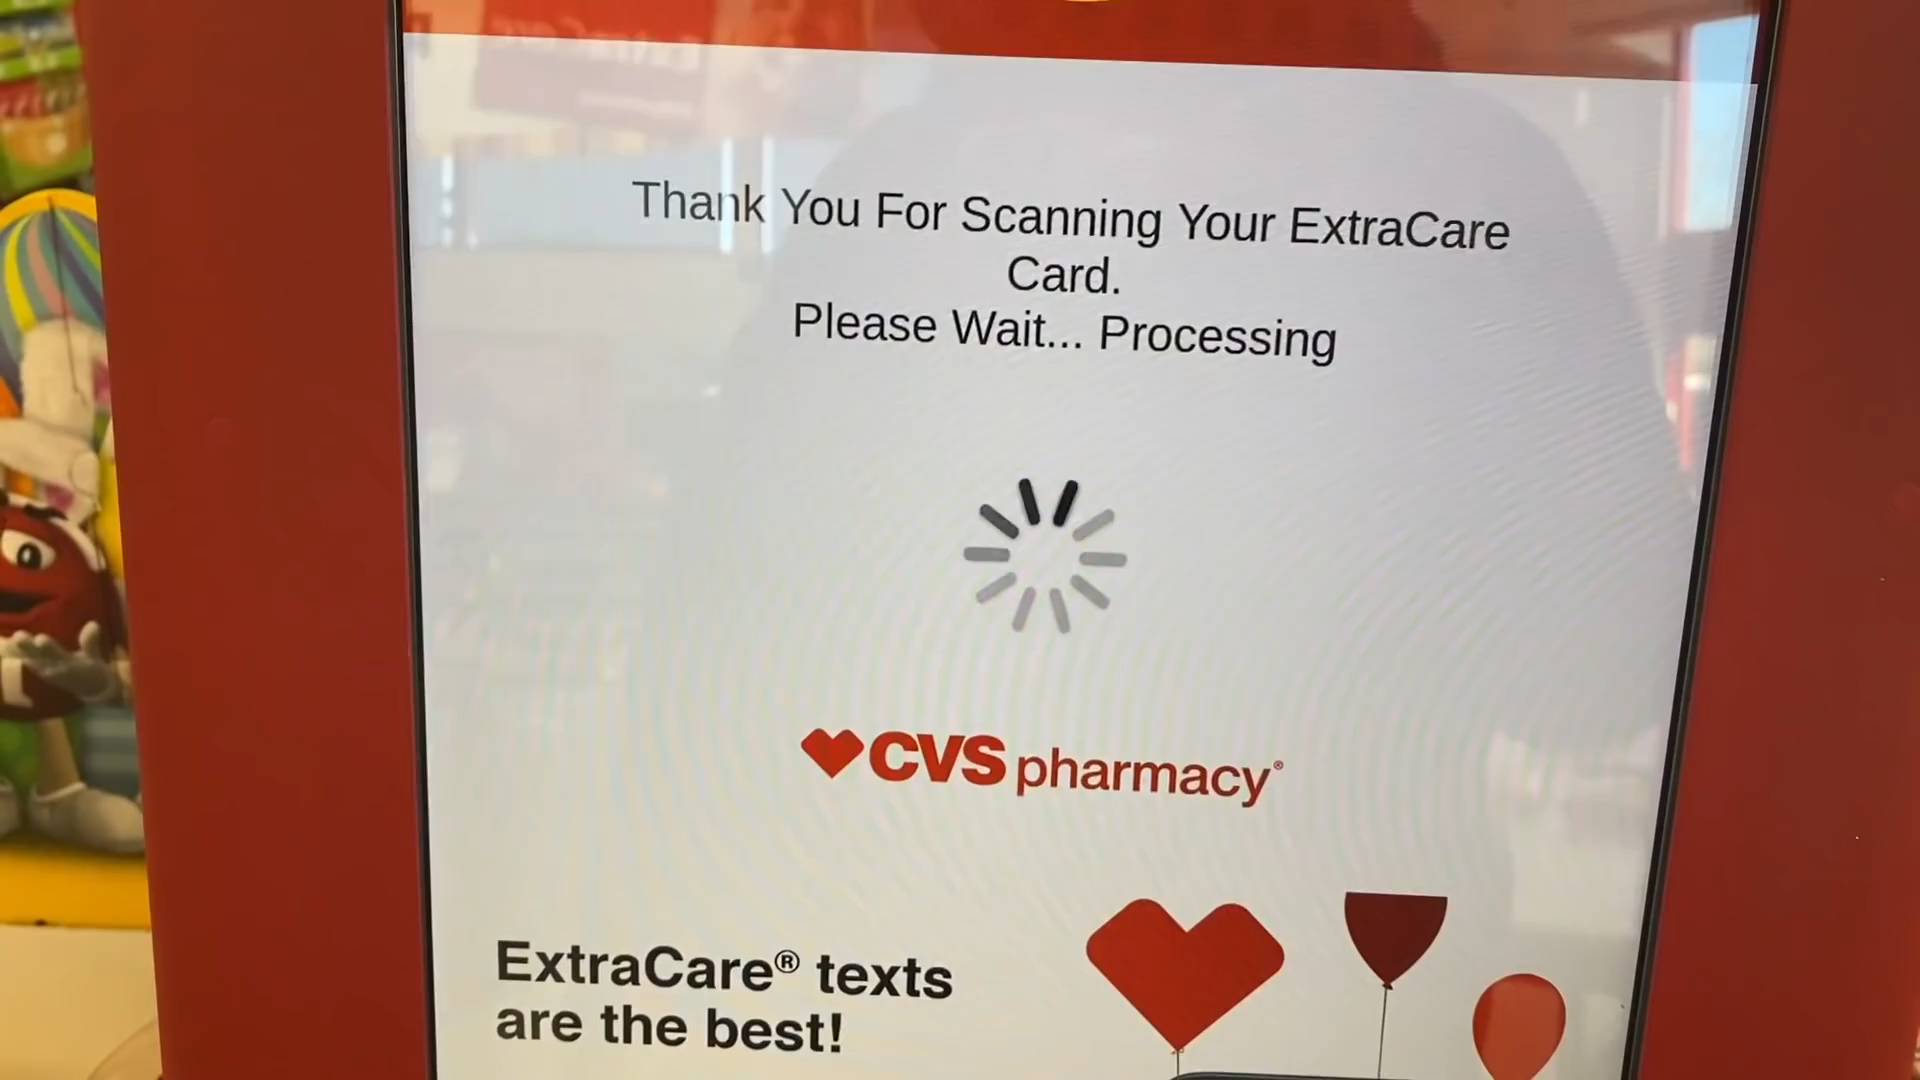 Thank You For Scanning Your ExtraCare
Card.
Please Wait... Processing
CVS pharmacy®
ExtraCare® texts
are the best!